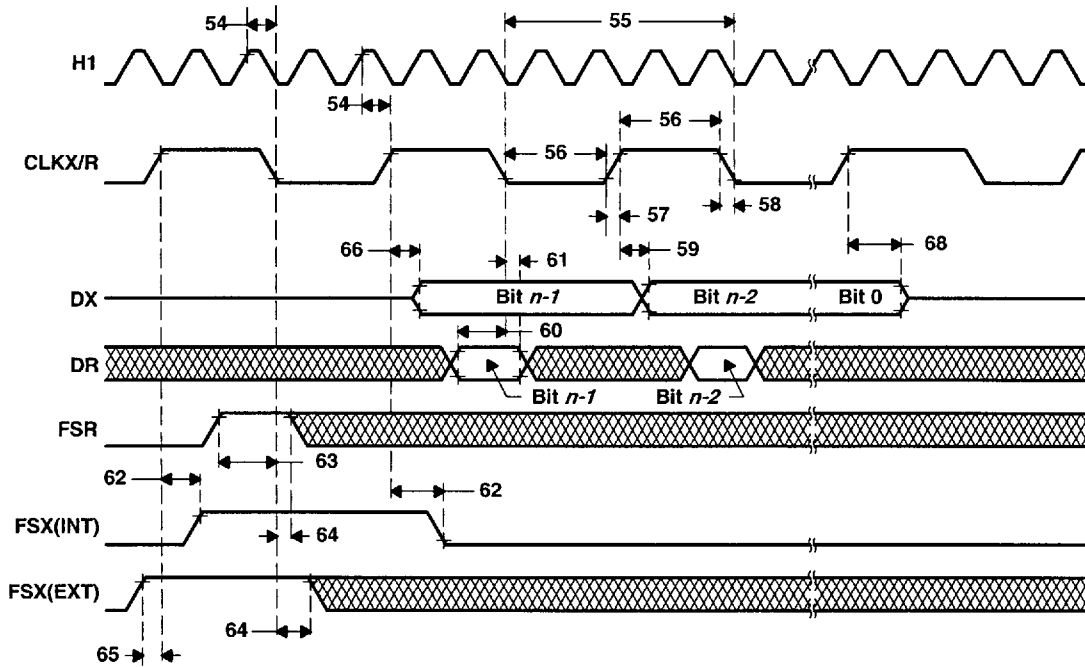 54
55
H1
54
56
CLKX/R
56
57
58
66
61
59
68
DX
Bit n-1
Bit n-2
Bit 0
60
DR
Bit n-1
Bit n-2
FSR
63
62
62
FSX(INT)
64
FSX(EXT)
64
65